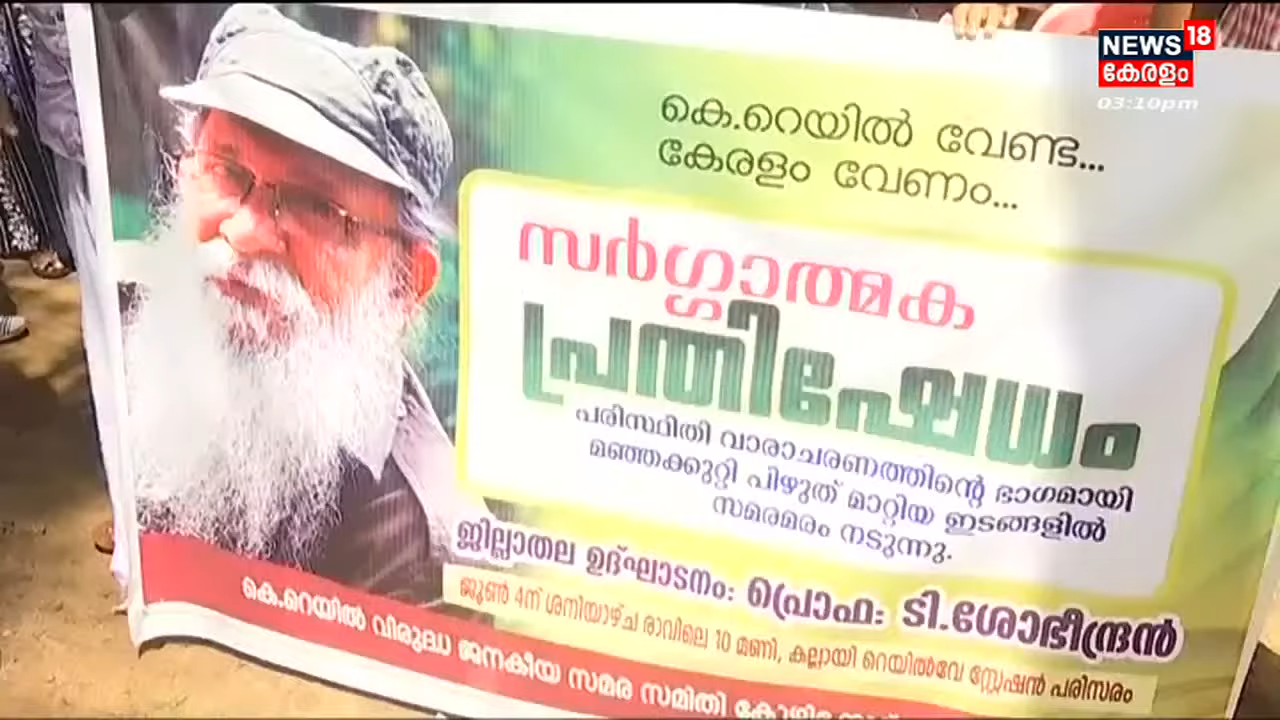 NEWS 18
കേരളം
03:10pm
കെ.റെയിൽ വേണ്ട...
കേരളം വേണം...
സർഗ്ഗാത്മക
പ്രതിഷേധം
പരിസ്ഥിതി വാരാചരണത്തിന്റെ ഭാഗമായി
മഞ്ഞക്കുറ്റി പിഴുത് മാറ്റിയ ഇടങ്ങളിൽ
സമരമരം നടുന്നു.
ജില്ലാതല ഉദ്ഘാടനം: പ്രൊഫ: ടി.ശോഭീന്ദ്രൻ
ജൂൺ 4ന് ശനിയാഴ്ച രാവിലെ 10 മണി, കല്ലായി റെയിൽവേ സ്റ്റേഷൻ പരിസരം
കെ.റെയിൽ വിരുദ്ധ ജനകീയ സമര സമിതി